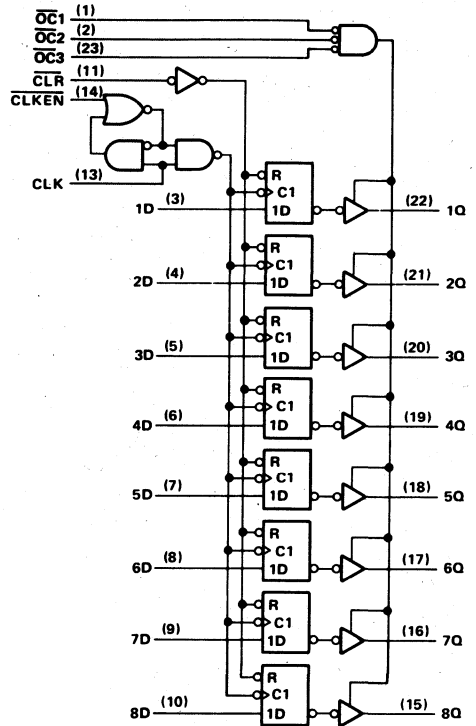 OC1 (1)
OC2 (2)
OC3 (23)
CLR (11)
CLKEN (14)
CLK (13)
R
C1
1D (3) 1D (22) 1Q
R
C1
2D (4) 1D (21) 2Q
R
C1
3D (5) 1D (20) 3Q
R
C1
4D (6) 1D (19) 4Q
R
C1
5D (7) 1D (18) 5Q
R
C1
6D (8) 1D (17) 6Q
R
C1
7D (9) 1D (16) 7Q
R
C1
8D (10) 1D (15) 8Q